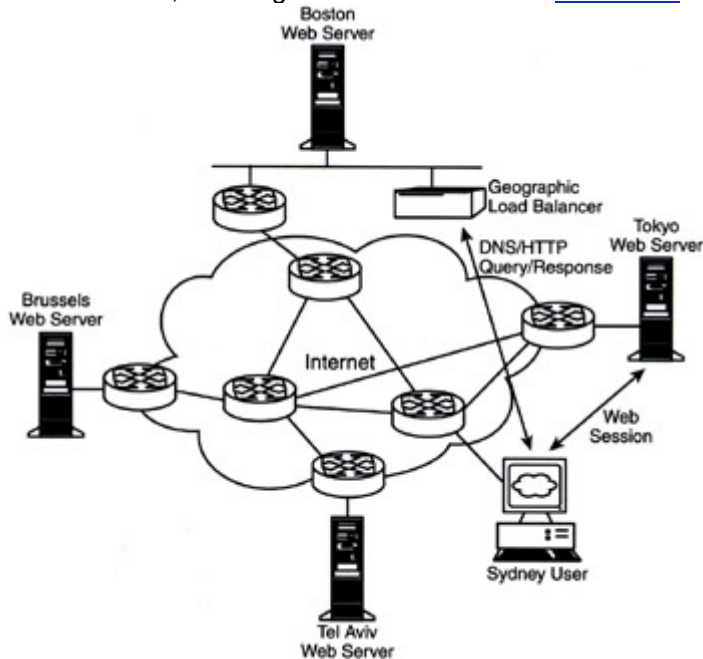 Boston
Web Server
Geographic
Load Balancer
Tokyo
Web Server
DNS/HTTP
Query/Response
Brussels
Web Server
Internet
Web
Session
Sydney User
Tel Aviv
Web Server